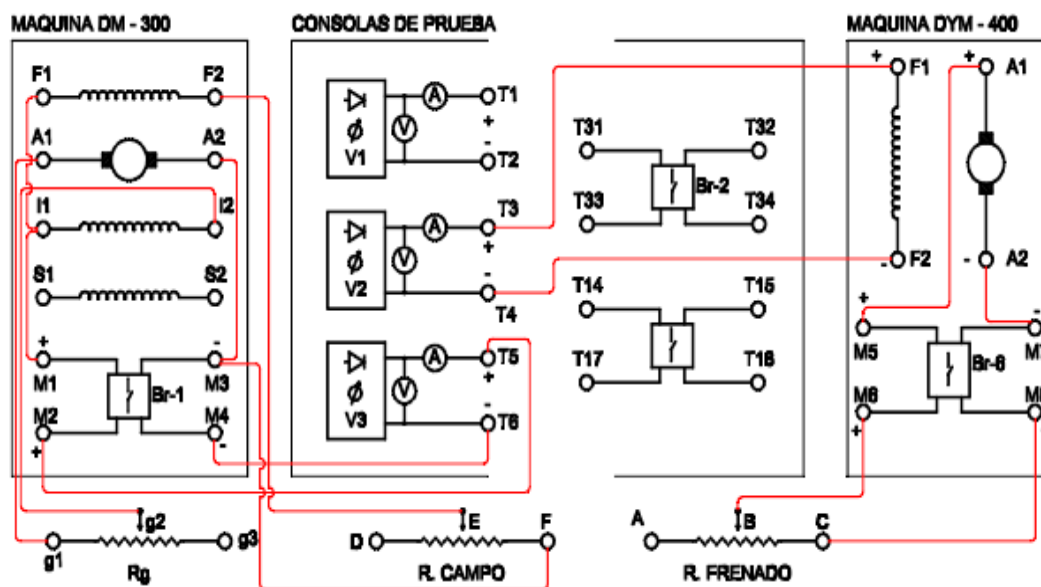 MAQUINA DM - 300
CONSOLAS DE PRUEBA
MAQUINA DYM - 400
F1
F2
A1
A2
I1
I2
S1
S2
+
-
M1
M3
Br-1
M2
M4
+
-
A
V
V1
T1
+
-
T2
A
V
V2
T3
+
-
T4
A
V
V3
T5
+
-
T6
T31
T32
Br-2
T33
T34
T14
T15
T17
T18
+
F1
+
A1
-
F2
-
A2
+
-
M5
Br-6
M6
+
g1
g2
g3
Rg
D
E
F
R. CAMPO
A
B
C
R. FRENADO